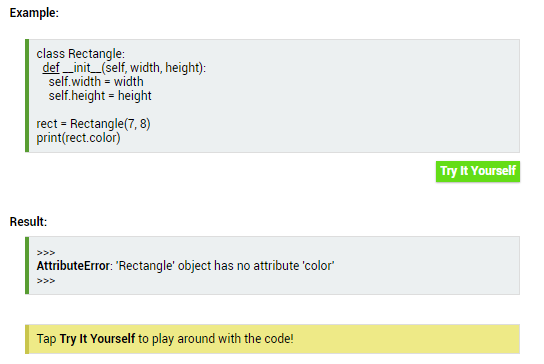 Example:
class Rectangle:
def __init__(self, width, height):
self.width = width
self.height = height
rect = Rectangle(7, 8)
print(rect.color)
Try It Yourself
Result:
>>>
AttributeError: 'Rectangle' object has no attribute 'color'
>>>
Tap Try It Yourself to play around with the code!